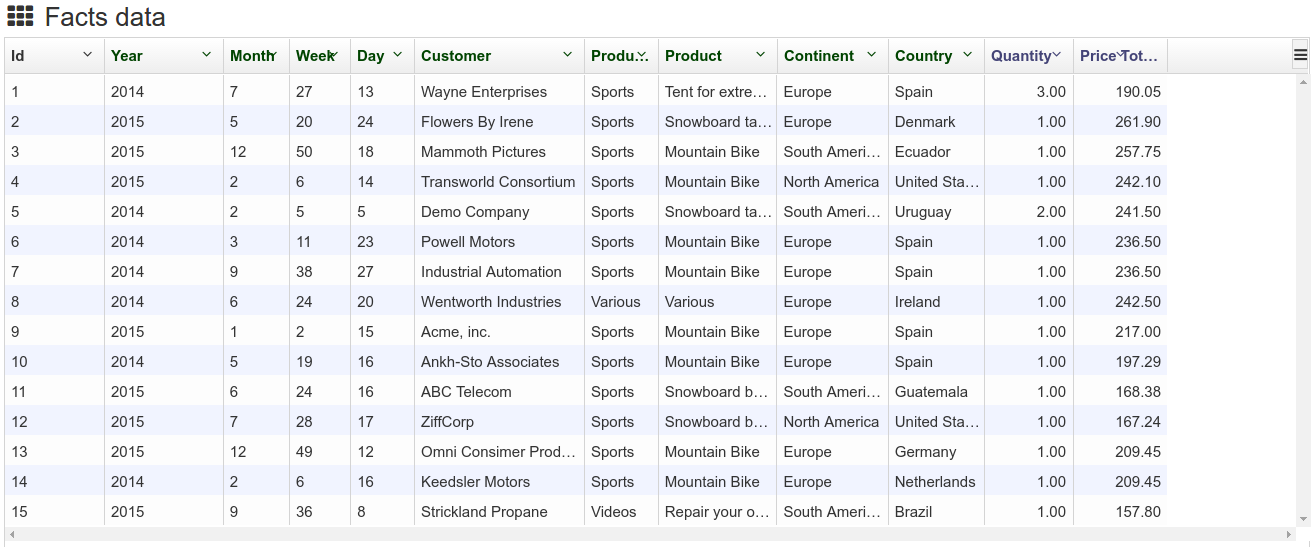 Facts data
Id Year Month Week Day Customer Produ... Product Continent Country Quantity Price Tot...
1 2014 7 27 13 Wayne Enterprises Sports Tent for extre... Europe Spain 3.00 190.05
2 2015 5 20 24 Flowers By Irene Sports Snowboard ta... Europe Denmark 1.00 261.90
3 2015 12 50 18 Mammoth Pictures Sports Mountain Bike South Ameri... Ecuador 1.00 257.75
4 2015 2 6 14 Transworld Consortium Sports Mountain Bike North America United Sta... 1.00 242.10
5 2014 2 5 5 Demo Company Sports Snowboard ta... South Ameri... Uruguay 2.00 241.50
6 2014 3 11 23 Powell Motors Sports Mountain Bike Europe Spain 1.00 236.50
7 2014 9 38 27 Industrial Automation Sports Mountain Bike Europe Spain 1.00 236.50
8 2014 6 24 20 Wentworth Industries Various Various Europe Ireland 1.00 242.50
9 2015 1 2 15 Acme, inc. Sports Mountain Bike Europe Spain 1.00 217.00
10 2014 5 19 16 Ankh-Sto Associates Sports Mountain Bike Europe Spain 1.00 197.29
11 2015 6 24 16 ABC Telecom Sports Snowboard b... South Ameri... Guatemala 1.00 168.38
12 2015 7 28 17 ZiffCorp Sports Snowboard b... North America United Sta... 1.00 167.24
13 2015 12 49 12 Omni Consimer Prod... Sports Mountain Bike Europe Germany 1.00 209.45
14 2014 2 6 16 Keedsler Motors Sports Mountain Bike Europe Netherlands 1.00 209.45
15 2015 9 36 8 Strickland Propane Videos Repair your o... South Ameri... Brazil 1.00 157.80